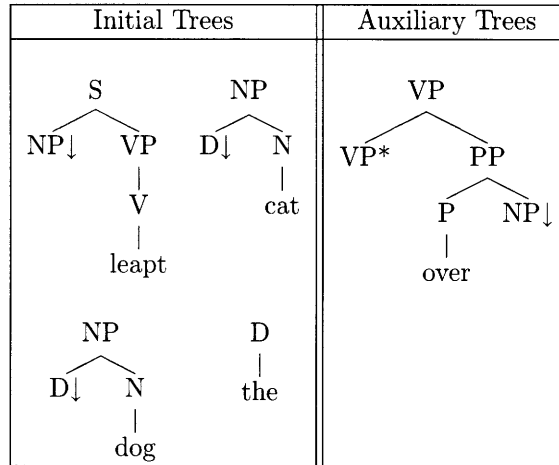 Initial Trees Auxiliary Trees
S NP VP
NP↓ VP D↓ N VP* PP
V cat P NP↓
leapt over
NP D
D↓ N the
dog